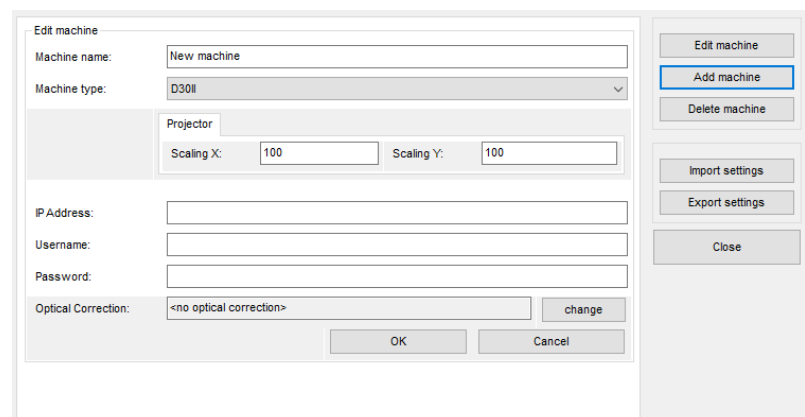 Edit machine
Machine name: New machine
Machine type: D30II
Projector
Scaling X: 100 Scaling Y: 100
IP Address:
Username:
Password:
Optical Correction: <no optical correction> change
OK Cancel
Edit machine
Add machine
Delete machine
Import settings
Export settings
Close